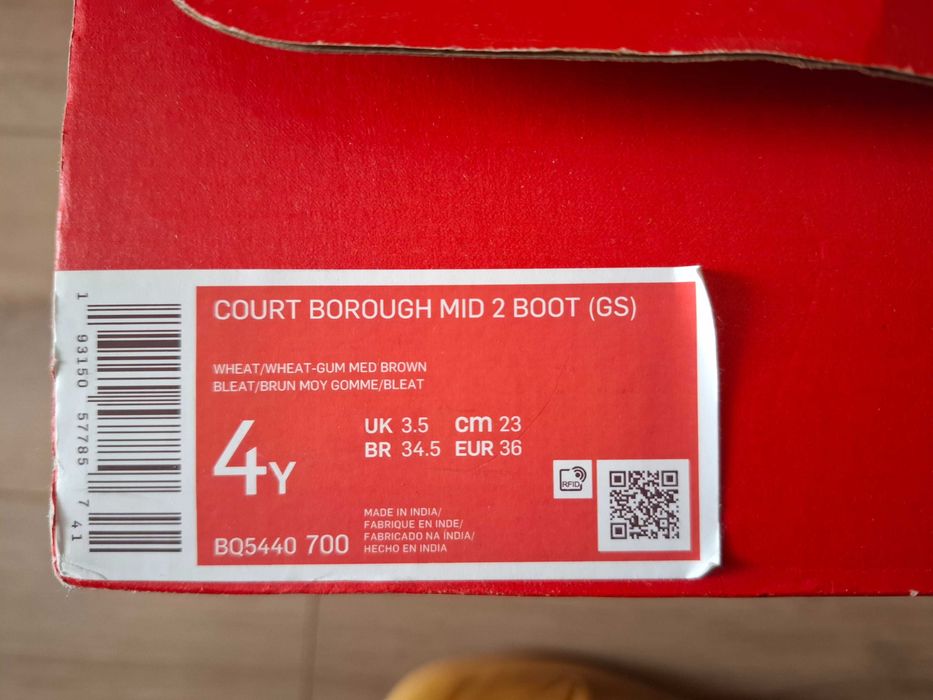 COURT BOROUGH MID 2 BOOT (GS)
WHEAT/WHEAT-GUM MED BROWN
BLEAT/BRUN MOY GOMME/BLEAT
4Y
UK 3.5 cm 23
BR 34.5 EUR 36
BQ5440 700
MADE IN INDIA/
FABRIQUE EN INDE/
FABRICADO NA ÍNDIA/
HECHO EN INDIA
RFID
1 93150 57785 7 41